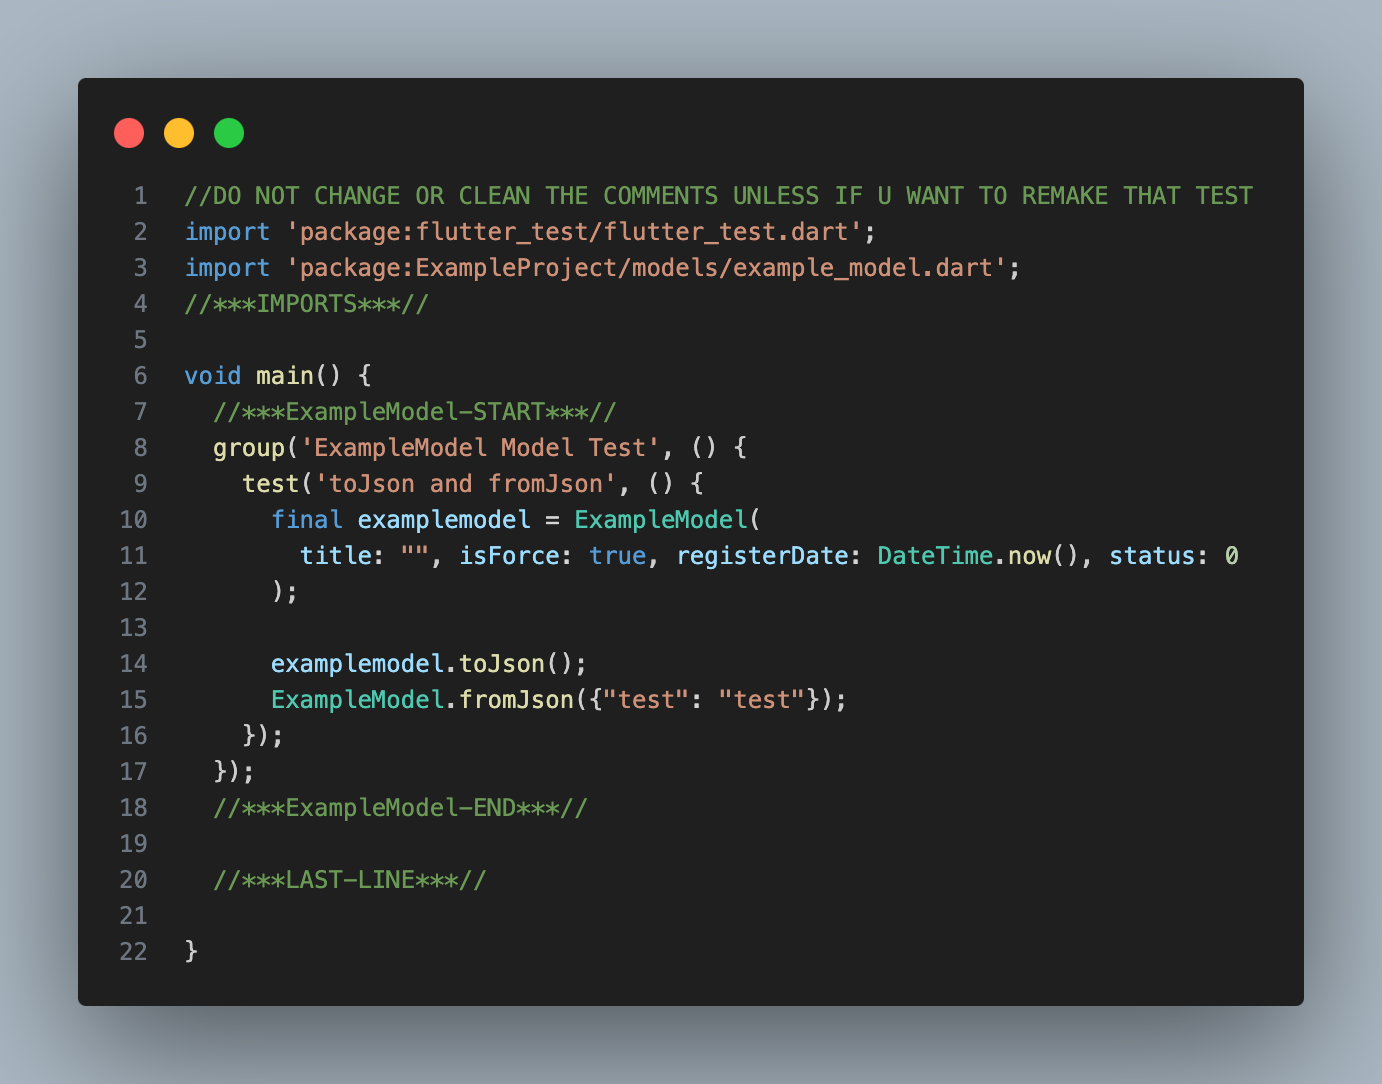 1 //DO NOT CHANGE OR CLEAN THE COMMENTS UNLESS IF U WANT TO REMAKE THAT TEST
2 import 'package:flutter_test/flutter_test.dart';
3 import 'package:ExampleProject/models/example_model.dart';
4 //***IMPORTS***//
5
6 void main() {
7   //***ExampleModel-START***//
8   group('ExampleModel Model Test', () {
9     test('toJson and fromJson', () {
10       final examplemodel = ExampleModel(
11         title: "", isForce: true, registerDate: DateTime.now(), status: 0
12       );
13
14       examplemodel.toJson();
15       ExampleModel.fromJson({"test": "test"});
16     });
17   });
18   //***ExampleModel-END***//
19
20   //***LAST-LINE***//
21
22 }